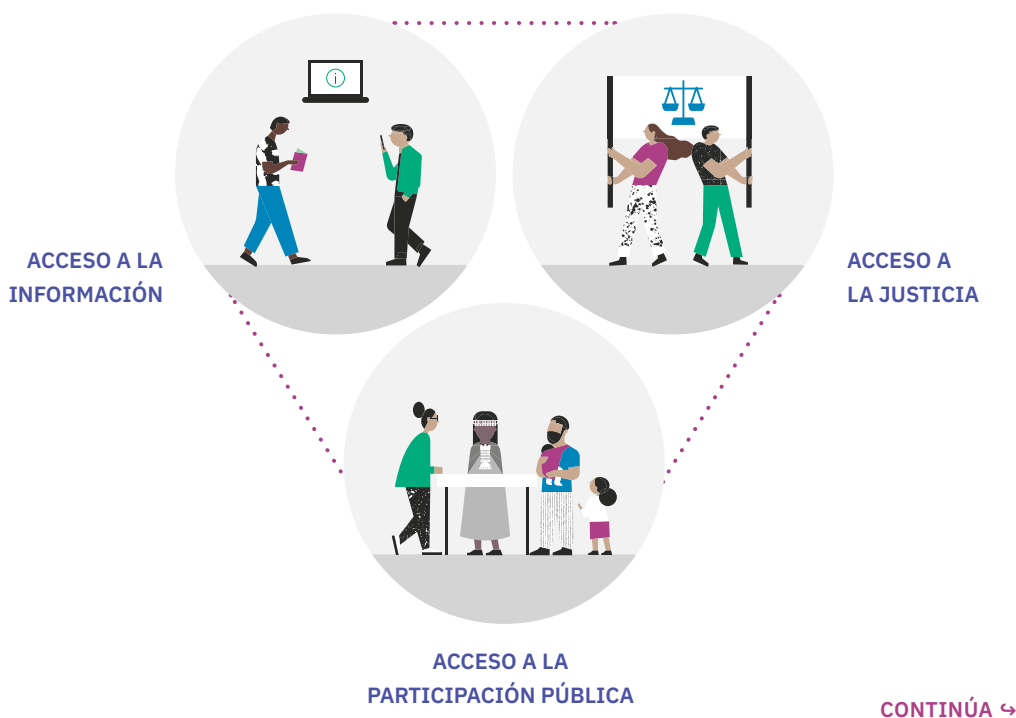 ACCESO A LA
INFORMACIÓN
ACCESO A
LA JUSTICIA
ACCESO A LA
PARTICIPACIÓN PÚBLICA
CONTINÚA ↪